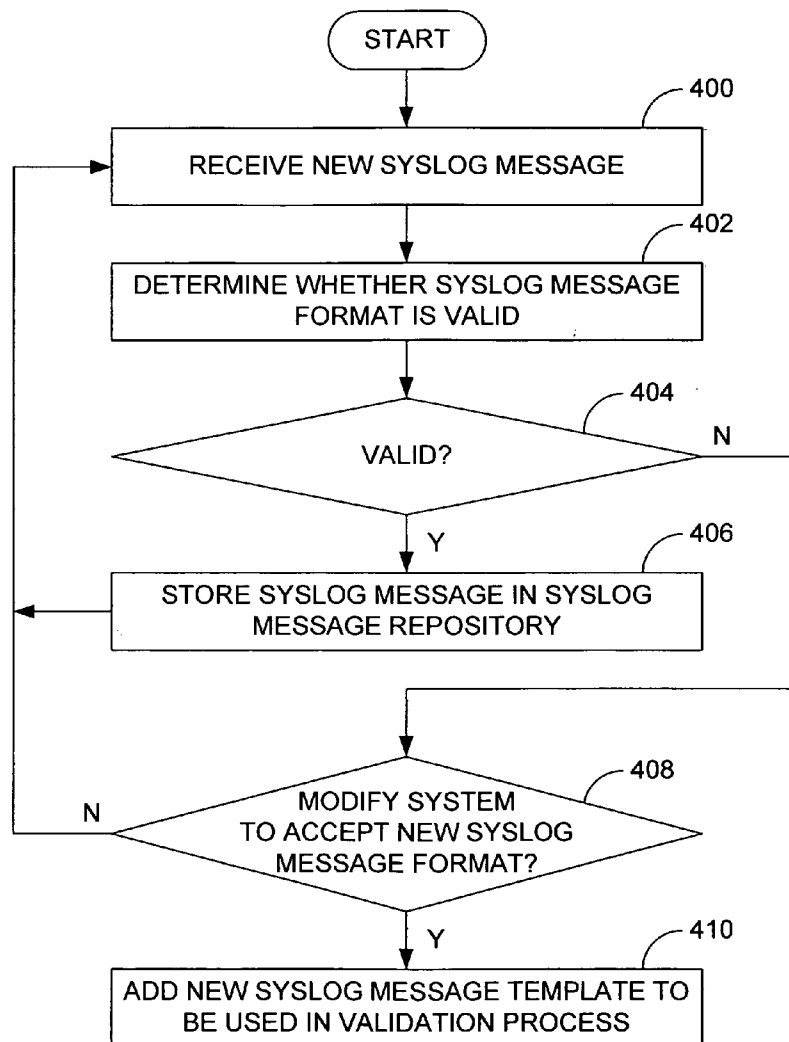 START
400
RECEIVE NEW SYSLOG MESSAGE
402
DETERMINE WHETHER SYSLOG MESSAGE
FORMAT IS VALID
404
VALID?
N
Y
406
STORE SYSLOG MESSAGE IN SYSLOG
MESSAGE REPOSITORY
408
MODIFY SYSTEM
TO ACCEPT NEW SYSLOG
MESSAGE FORMAT?
N
Y
410
ADD NEW SYSLOG MESSAGE TEMPLATE TO
BE USED IN VALIDATION PROCESS